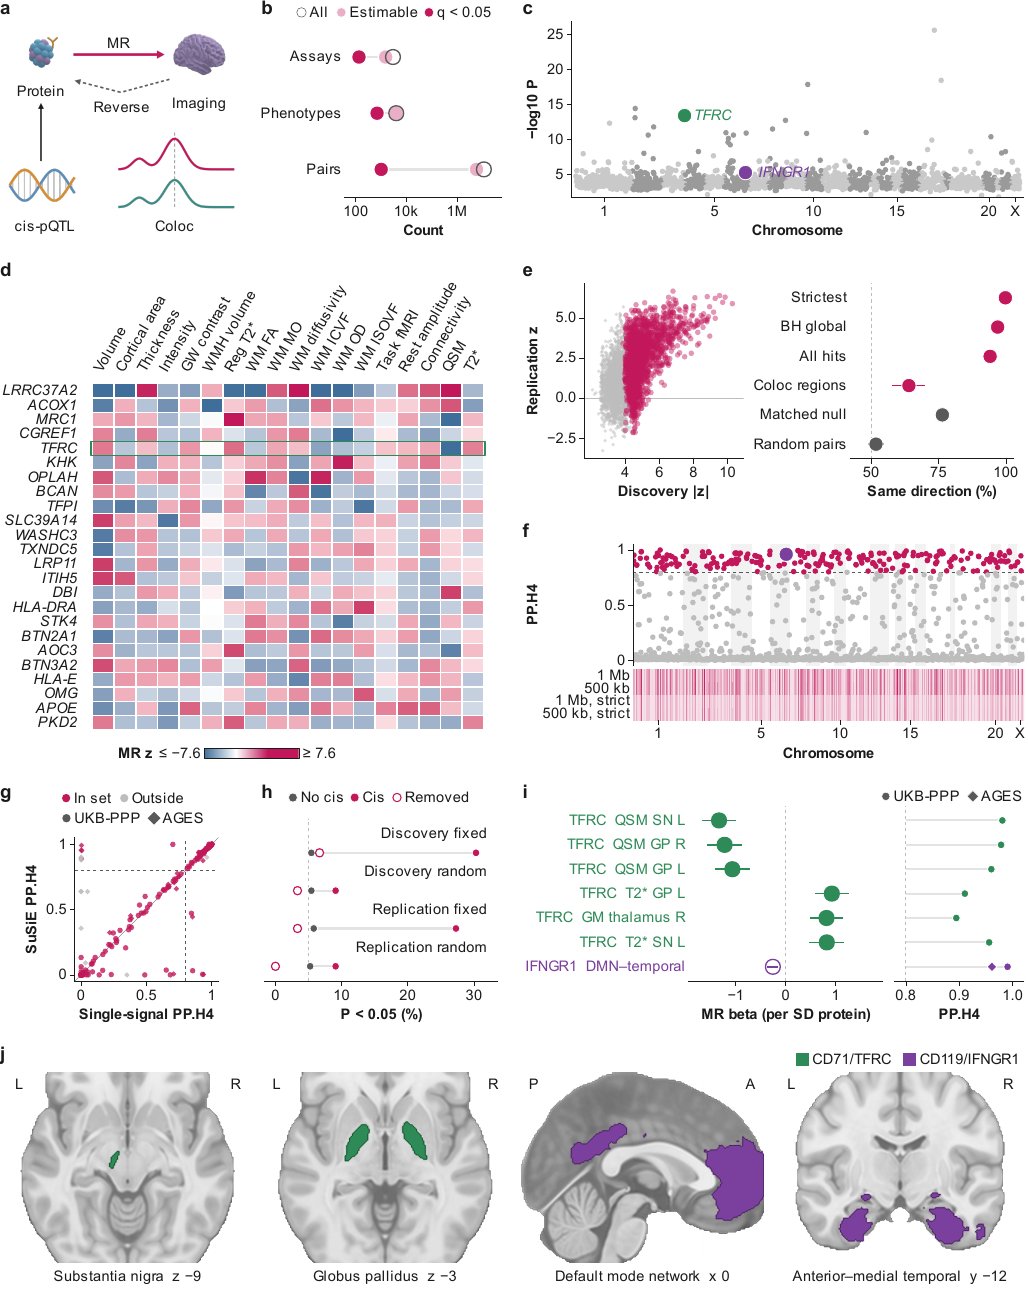 a
MR
Protein
Reverse
Imaging
cis-pQTL
Coloc
b
All Estimable q < 0.05
Assays
Phenotypes
Pairs
100 10k 1M
Count
c
−log10 P
25
20
15
10
5
TFRC
IFNGR1
1 5 10 15 20 X
Chromosome
d
Volume
Cortical area
Thickness
Intensity
GW contrast
WMH volume
Reg T2*
WM FA
WM MO
WM diffusivity
WM ICVF
WM OD
WM ISOVF
Task fMRI
Rest amplitude
Connectivity
QSM
T2*
LRRC37A2
ACOX1
MRC1
CGREF1
TFRC
KHK
OPLAH
BCAN
TFPI
SLC39A14
WASHC3
TXNDC5
LRP11
ITIH5
DBI
HLA-DRA
STK4
BTN2A1
AOC3
BTN3A2
HLA-E
OMG
APOE
PKD2
MR z ≤ −7.6 ≥ 7.6
e
Replication z
5.0
2.5
0.0
−2.5
4 6 8 10
Discovery |z|
Strictest
BH global
All hits
Coloc regions
Matched null
Random pairs
50 75 100
Same direction (%)
f
PP.H4
1
0.5
0
1 Mb
500 kb
1 Mb, strict
500 kb, strict
1 5 10 15 20 X
Chromosome
g
In set Outside
UKB-PPP AGES
SuSiE PP.H4
1
0.5
0
0 0.5 1
Single-signal PP.H4
h
No cis Cis Removed
Discovery fixed
Discovery random
Replication fixed
Replication random
0 10 20 30
P < 0.05 (%)
i
UKB-PPP AGES
TFRC QSM SN L
TFRC QSM GP R
TFRC QSM GP L
TFRC T2* GP L
TFRC GM thalamus R
TFRC T2* SN L
IFNGR1 DMN–temporal
−1 0 1
MR beta (per SD protein)
0.8 0.9 1.0
PP.H4
j
CD71/TFRC CD119/IFNGR1
L R
L R
P A
L R
Substantia nigra z −9
Globus pallidus z −3
Default mode network x 0
Anterior–medial temporal y −12